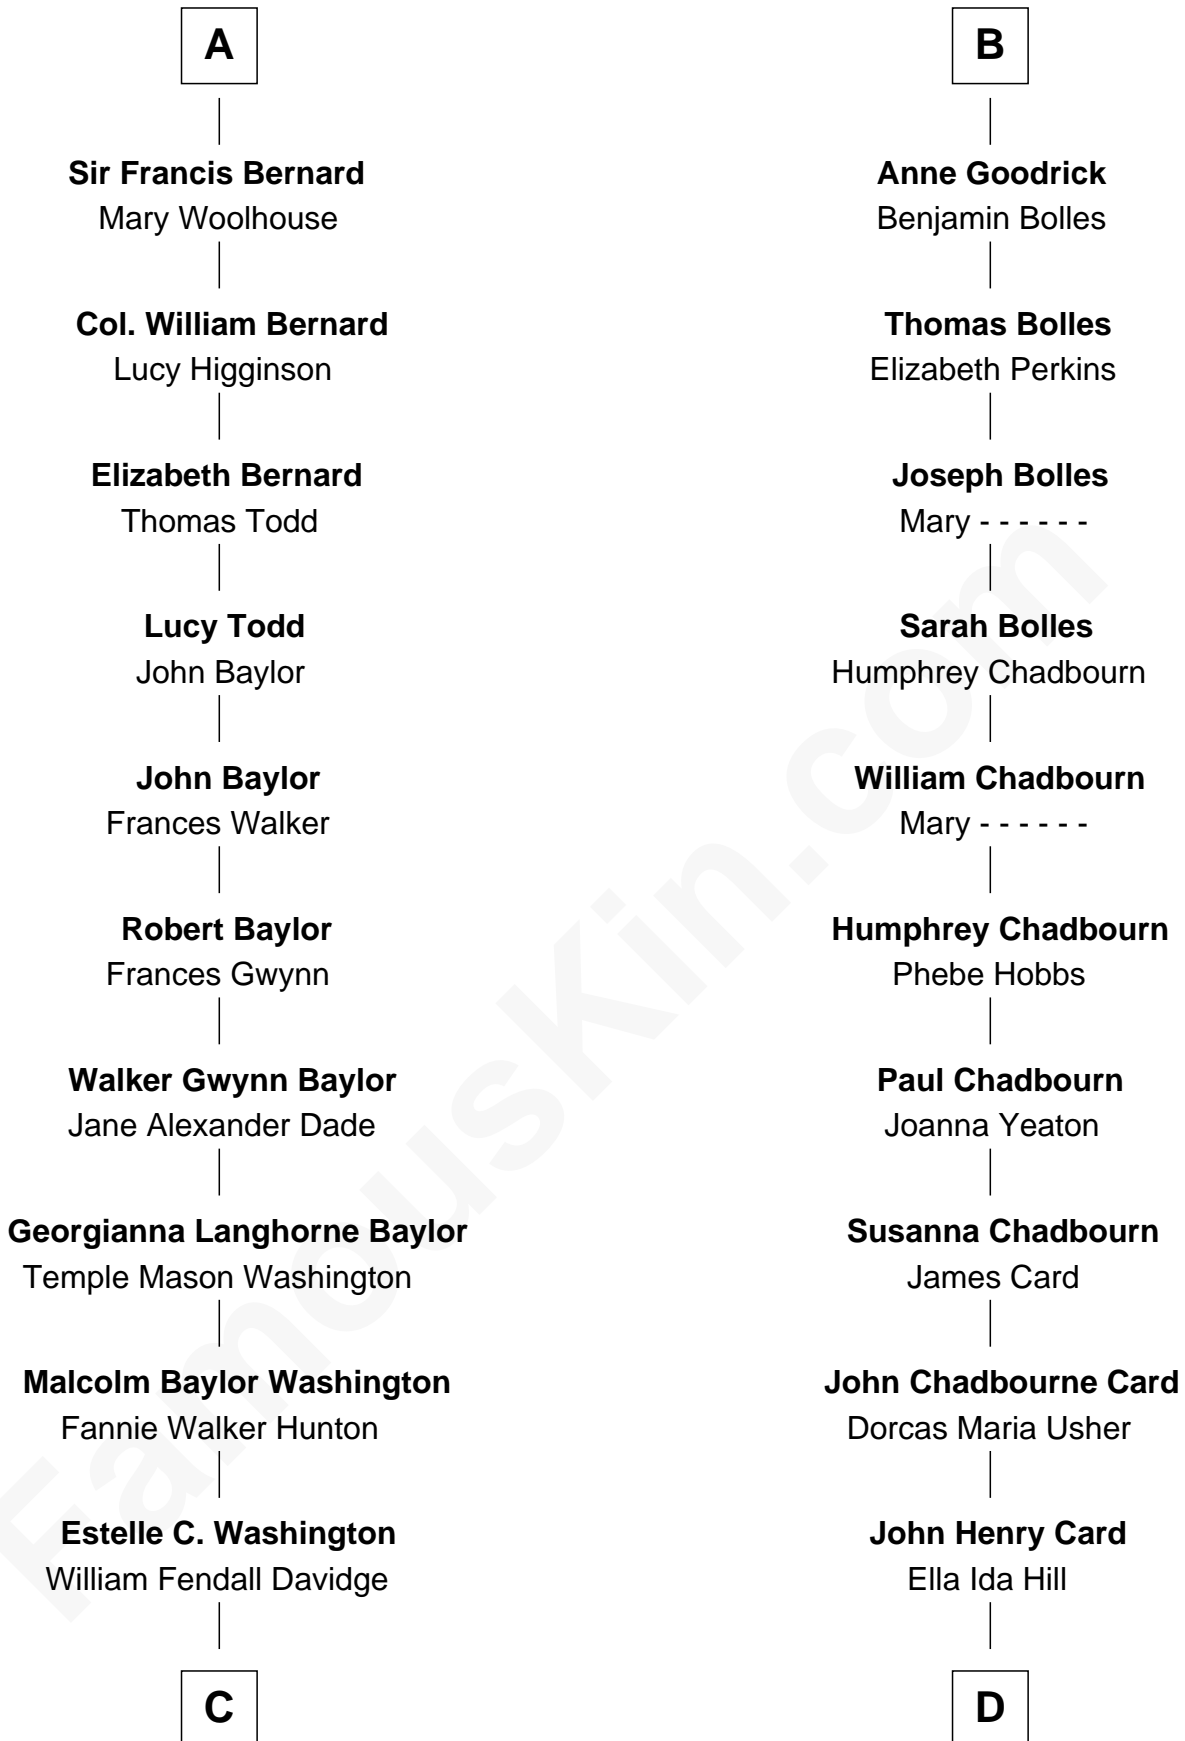 A
Sir Francis Bernard
Mary Woolhouse
Col. William Bernard
Lucy Higginson
Elizabeth Bernard
Thomas Todd
Lucy Todd
John Baylor
John Baylor
Frances Walker
Robert Baylor
Frances Gwynn
Walker Gwynn Baylor
Jane Alexander Dade
Georgianna Langhorne Baylor
Temple Mason Washington
Malcolm Baylor Washington
Fannie Walker Hunton
Estelle C. Washington
William Fendall Davidge
C
B
Anne Goodrick
Benjamin Bolles
Thomas Bolles
Elizabeth Perkins
Joseph Bolles
Mary - - - - - -
Sarah Bolles
Humphrey Chadbourn
William Chadbourn
Mary - - - - - -
Humphrey Chadbourn
Phebe Hobbs
Paul Chadbourn
Joanna Yeaton
Susanna Chadbourn
James Card
John Chadbourne Card
Dorcas Maria Usher
John Henry Card
Ella Ida Hill
D
FamousKin.com